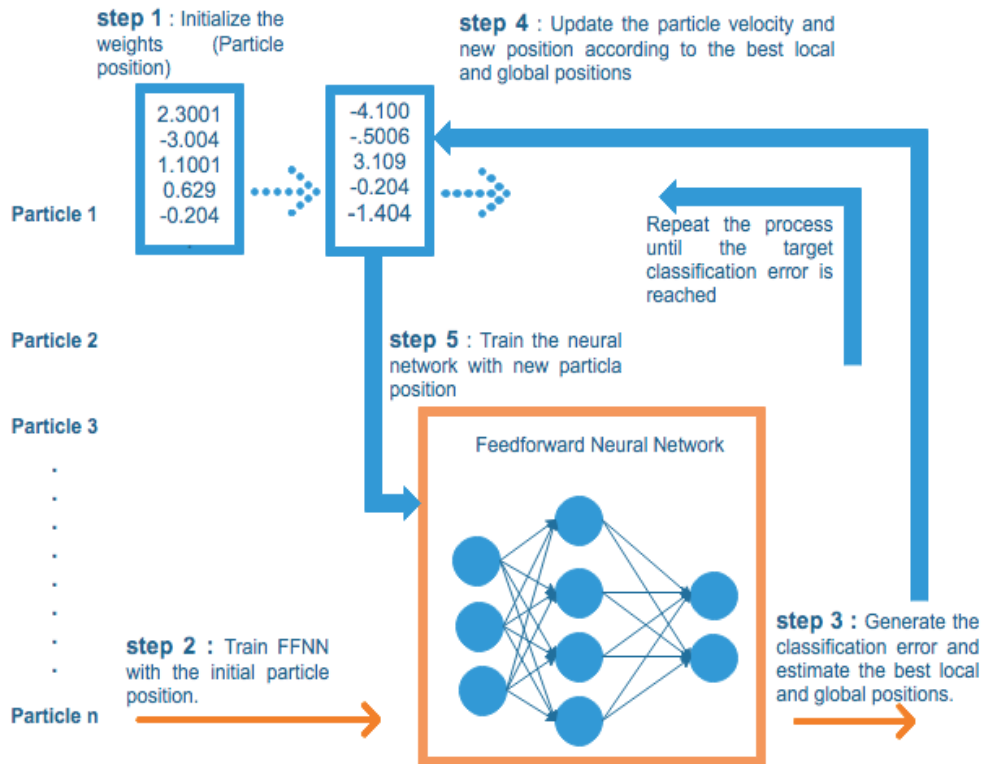 step 1 : Initialize the
weights (Particle
position)
step 4 : Update the particle velocity and
new position according to the best local
and global positions
2.3001
-3.004
1.1001
0.629
-0.204
.
-4.100
-.5006
3.109
-0.204
-1.404
Particle 1
Repeat the process
until the target
classification error is
reached
Particle 2
step 5 : Train the neural
network with new particla
position
Particle 3
.
.
.
.
.
.
.
.
Feedforward Neural Network
step 2 : Train FFNN
with the initial particle
position.
step 3 : Generate the
classification error and
estimate the best local
and global positions.
Particle n